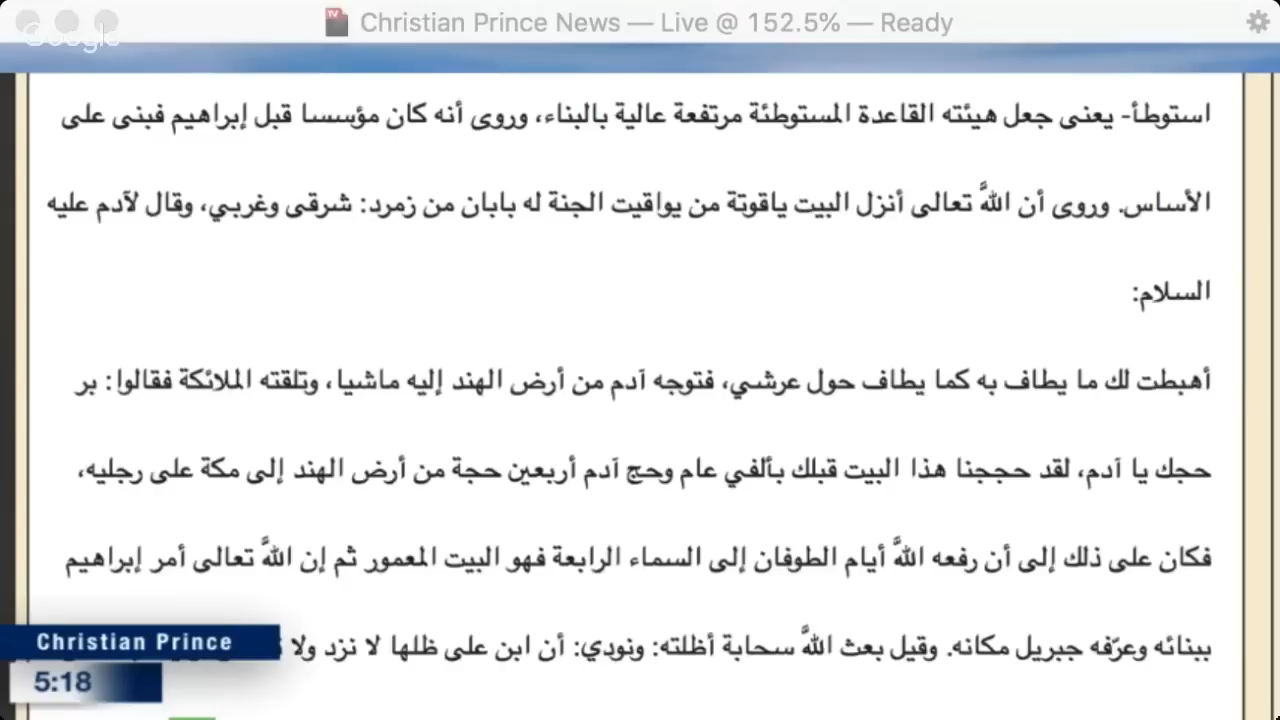 Google
Christian Prince News — Live @ 152.5% — Ready
استوطأ- يعنى جعل هيئته القاعدة المستوطئة مرتفعة عالية بالبناء، وروى أنه كان مؤسسا قبل إبراهيم فبنى على
الأساس. وروى أن اللَّه تعالى أنزل البيت ياقوتة من يواقيت الجنة له بابان من زمرد: شرقى وغربي، وقال لآدم عليه
السلام:
أهبطت لك ما يطاف به كما يطاف حول عرشي، فتوجه آدم من أرض الهند إليه ماشيا، وتلقته الملائكة فقالوا: بر
حجك يا آدم، لقد حججنا هذا البيت قبلك بألفي عام وحج آدم أربعين حجة من أرض الهند إلى مكة على رجليه،
فكان على ذلك إلى أن رفعه اللَّه أيام الطوفان إلى السماء الرابعة فهو البيت المعمور ثم إن اللَّه تعالى أمر إبراهيم
ببنائه وعرّفه جبريل مكانه. وقيل بعث اللَّه سحابة أظلته: ونودي: أن ابن على ظلها لا نزد ولا
Christian Prince
5:18